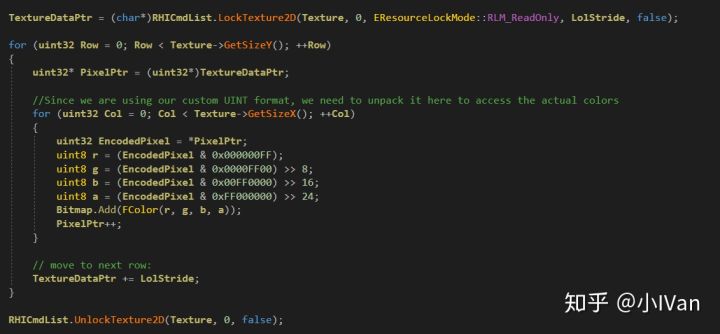 TextureDataPtr = (char*)RHICmdList.LockTexture2D(Texture, 0, EResourceLockMode::RLM_ReadOnly, LolStride, false);
for (uint32 Row = 0; Row < Texture->GetSizeY(); ++Row)
{
    uint32* PixelPtr = (uint32*)TextureDataPtr;
    //Since we are using our custom UINT format, we need to unpack it here to access the actual colors
    for (uint32 Col = 0; Col < Texture->GetSizeX(); ++Col)
    {
        uint32 EncodedPixel = *PixelPtr;
        uint8 r = (EncodedPixel & 0x000000FF);
        uint8 g = (EncodedPixel & 0x0000FF00) >> 8;
        uint8 b = (EncodedPixel & 0x00FF0000) >> 16;
        uint8 a = (EncodedPixel & 0xFF000000) >> 24;
        Bitmap.Add(FColor(r, g, b, a));
        PixelPtr++;
    }
    // move to next row:
    TextureDataPtr += LolStride;
}
RHICmdList.UnlockTexture2D(Texture, 0, false);
知乎 @小IVan